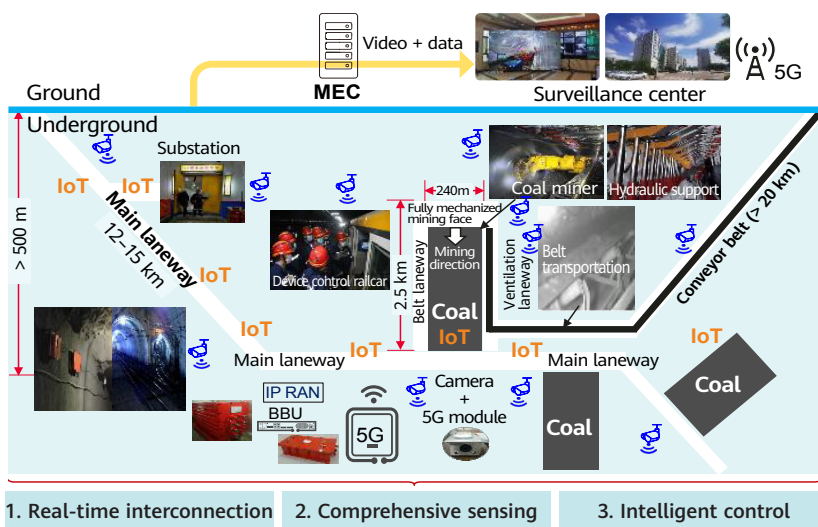 Video + data
MEC
Surveillance center
5G
Ground
Underground
Substation
IoT
IoT
Main laneway
12–15 km
> 500 m
IoT
IoT
240m
Coal miner
Hydraulic support
Fully mechanized
mining face
Mining
direction
Belt laneway
2.5 km
Ventilation
laneway
Belt
transportation
Conveyor belt (> 20 km)
Device cohtrol railcar
Coal
IoT
IoT
IoT
IoT
Main laneway
Main laneway
Coal
Coal
IP RAN
BBU
5G
Camera
+
5G module
1. Real-time interconnection
2. Comprehensive sensing
3. Intelligent control